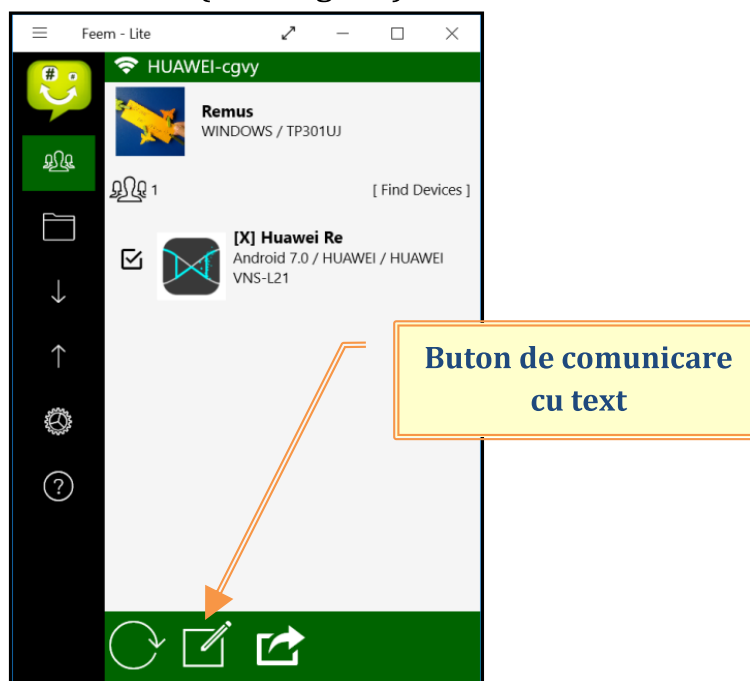 Feem - Lite
HUAWEI-cgvy
Remus
WINDOWS / TP301UJ
1
[ Find Devices ]
[X] Huawei Re
Android 7.0 / HUAWEI / HUAWEI
VNS-L21
Buton de comunicare
cu text